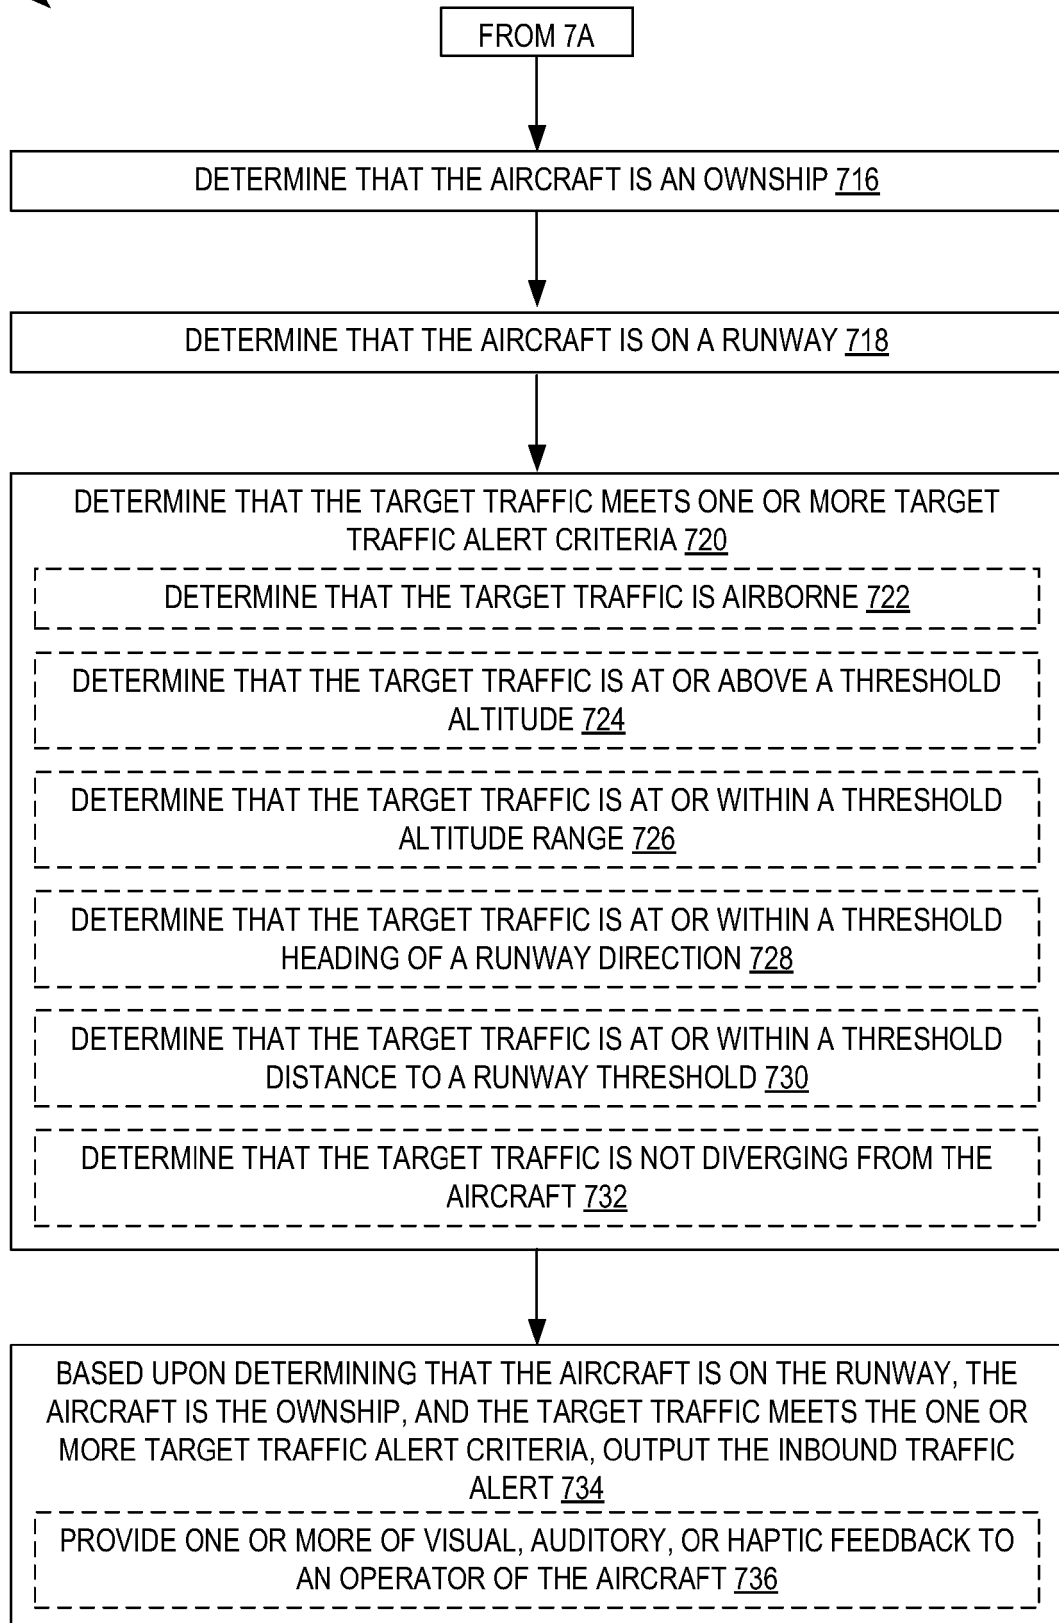 FROM 7A
DETERMINE THAT THE AIRCRAFT IS AN OWNSHIP 716
DETERMINE THAT THE AIRCRAFT IS ON A RUNWAY 718
DETERMINE THAT THE TARGET TRAFFIC MEETS ONE OR MORE TARGET
TRAFFIC ALERT CRITERIA 720
DETERMINE THAT THE TARGET TRAFFIC IS AIRBORNE 722
DETERMINE THAT THE TARGET TRAFFIC IS AT OR ABOVE A THRESHOLD
ALTITUDE 724
DETERMINE THAT THE TARGET TRAFFIC IS AT OR WITHIN A THRESHOLD
ALTITUDE RANGE 726
DETERMINE THAT THE TARGET TRAFFIC IS AT OR WITHIN A THRESHOLD
HEADING OF A RUNWAY DIRECTION 728
DETERMINE THAT THE TARGET TRAFFIC IS AT OR WITHIN A THRESHOLD
DISTANCE TO A RUNWAY THRESHOLD 730
DETERMINE THAT THE TARGET TRAFFIC IS NOT DIVERGING FROM THE
AIRCRAFT 732
BASED UPON DETERMINING THAT THE AIRCRAFT IS ON THE RUNWAY, THE
AIRCRAFT IS THE OWNSHIP, AND THE TARGET TRAFFIC MEETS THE ONE OR
MORE TARGET TRAFFIC ALERT CRITERIA, OUTPUT THE INBOUND TRAFFIC
ALERT 734
PROVIDE ONE OR MORE OF VISUAL, AUDITORY, OR HAPTIC FEEDBACK TO
AN OPERATOR OF THE AIRCRAFT 736